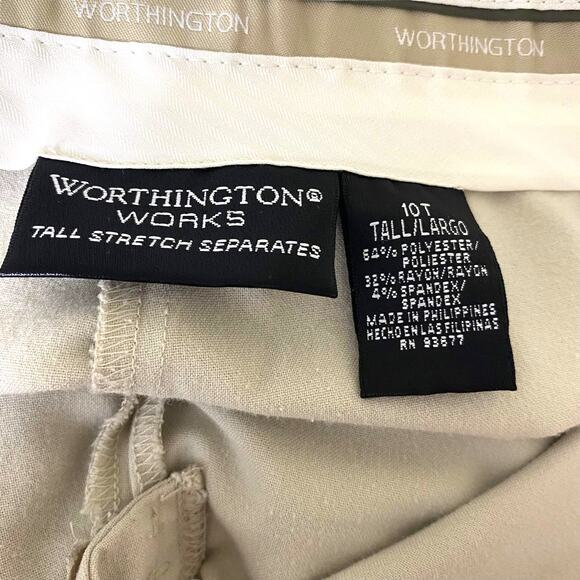 WORTHINGTON
WORTHINGTON
WORTHINGTON®
WORKS
TALL STRETCH SEPARATES
10T
TALL/LARGO
64% POLYESTER/
POLIESTER
32% RAYON/RAYON
4% SPANDEX/
SPANDEX
MADE IN PHILIPPINES
HECHO EN LAS FILIPINAS
RN 93677